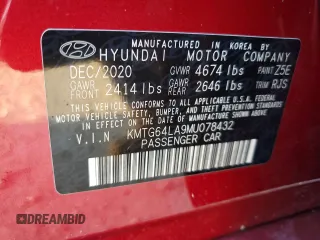 MANUFACTURED IN KOREA BY
HYUNDAI MOTOR COMPANY
DEC/2020 GVWR 4674 lbs PAINT Z5E
GAWR FRONT 2414 lbs GAWR REAR 2646 lbs TRIM RJS
THIS VEHICLE CONFORMS TO ALL APPLICABLE U.S. FEDERAL MOTOR VEHICLE SAFETY, BUMPER, AND THEFT PREVENTION STANDARDS IN EFFECT ON THE DATE OF MANUFACTURE SHOWN ABOVE.
V.I.N KMTG64LA9MU078432
PASSENGER CAR
DREAMBID